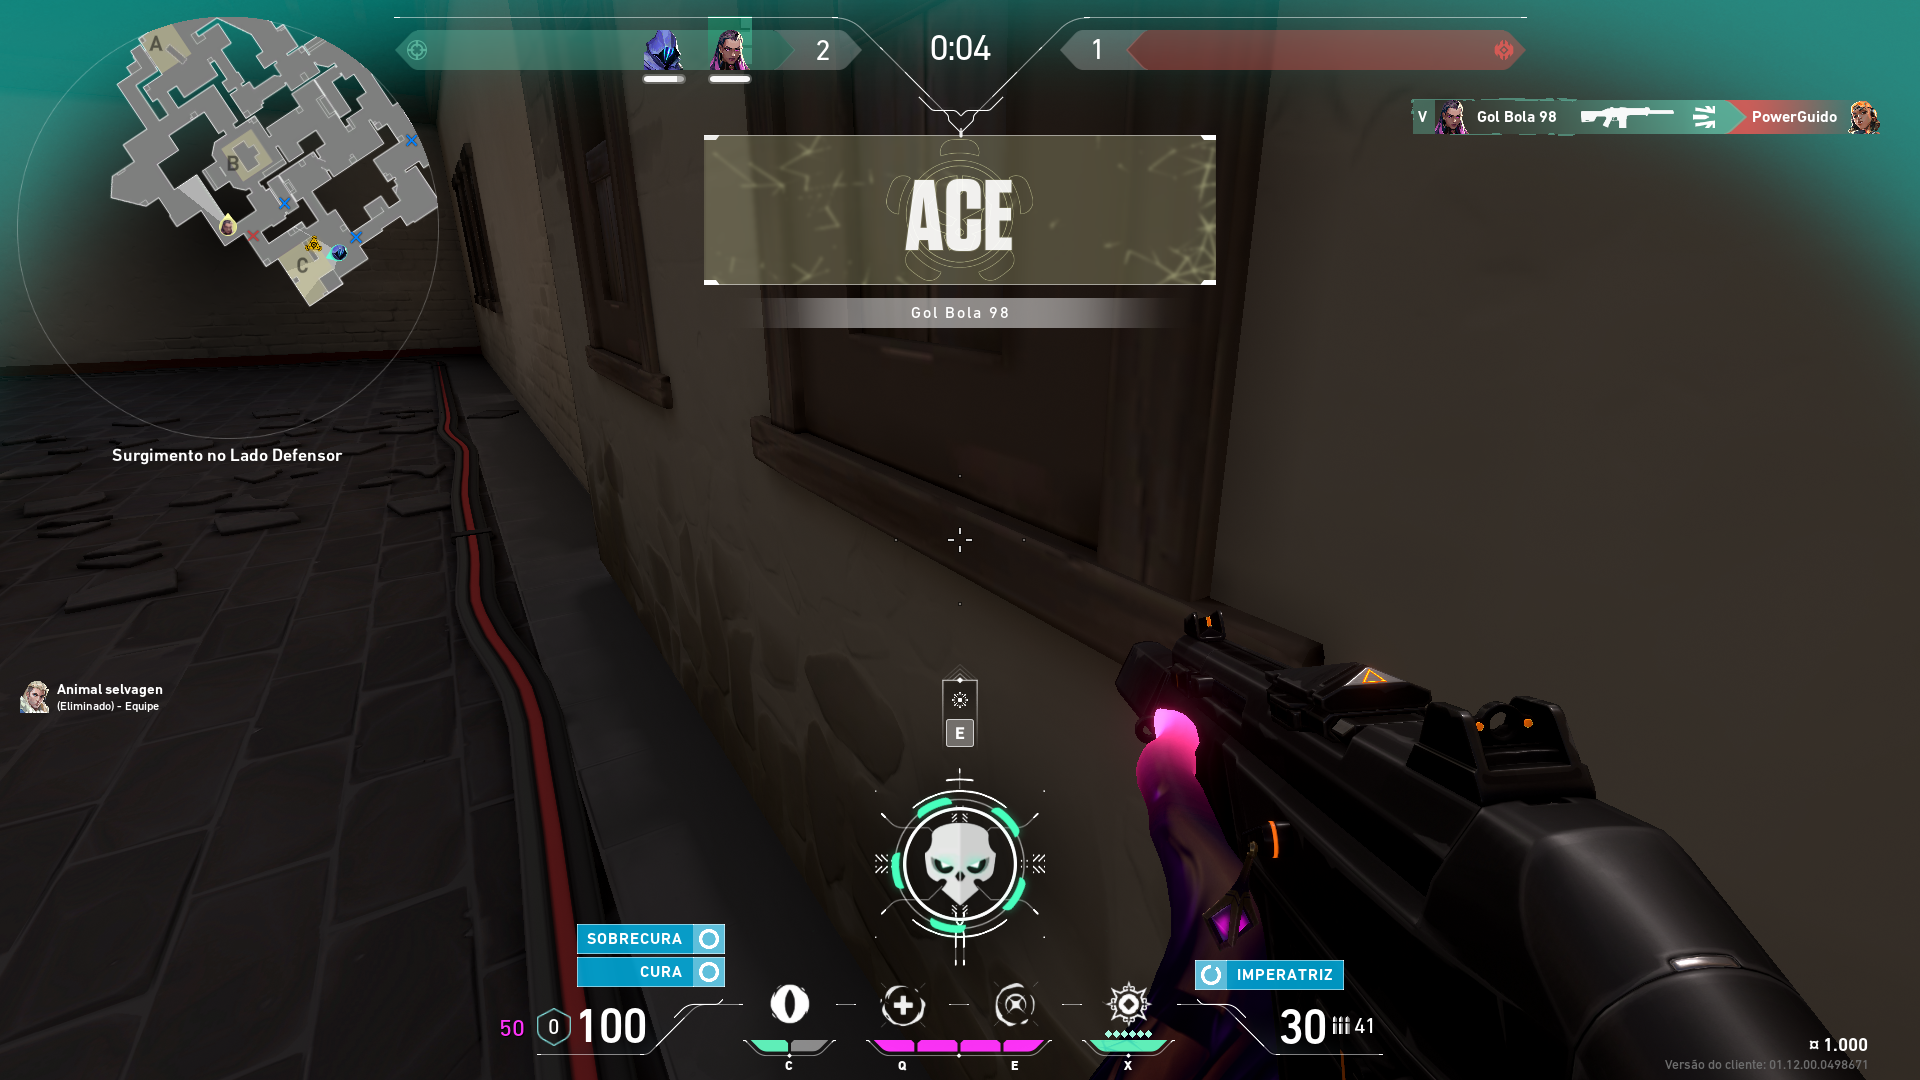 A
B
C
2
0:04
1
V Gol Bola 98 PowerGuido
ACE
Gol Bola 98
Surgimento no Lado Defensor
Animal selvagen
(Eliminado) - Equipe
E
SOBRECURA
CURA
IMPERATRIZ
50 0 100
30 41
C Q E X
¤ 1.000
Versão do cliente: 01.12.00.0498671